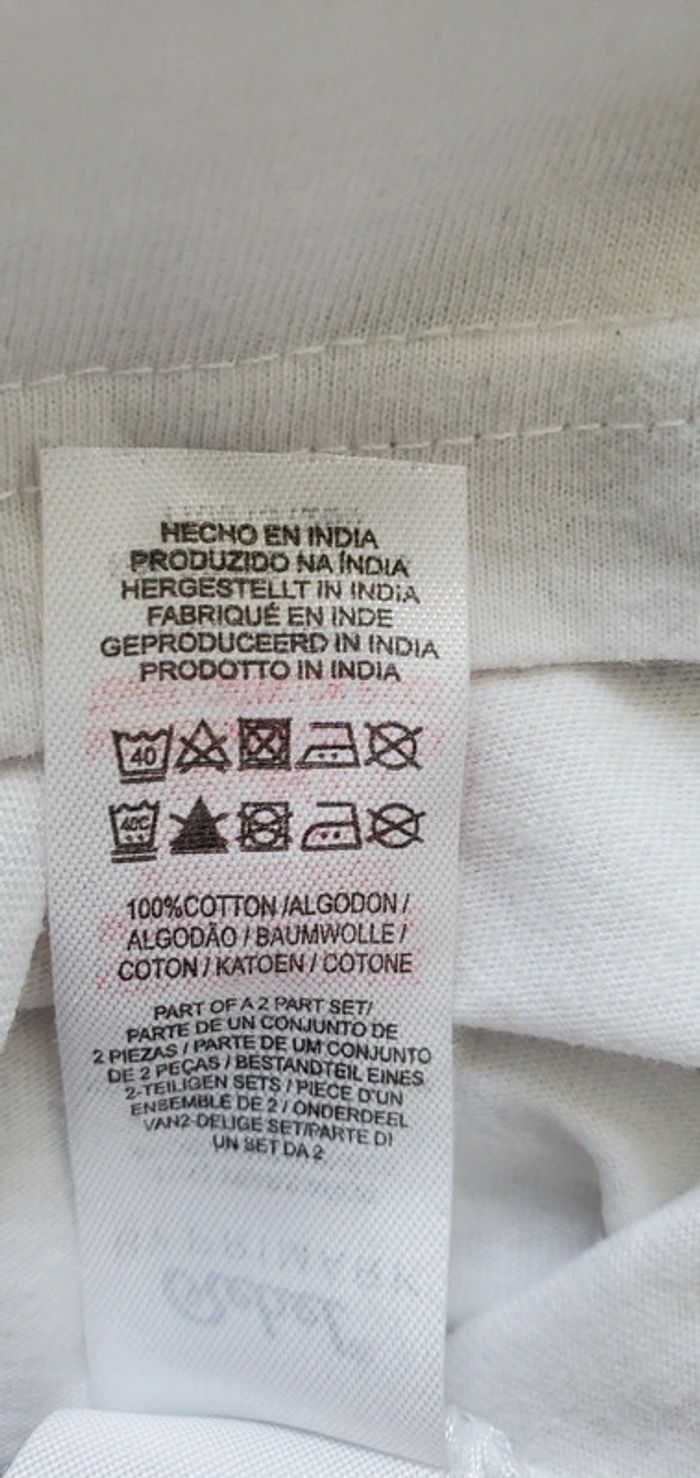 HECHO EN INDIA
PRODUZIDO NA ÍNDIA
HERGESTELLT IN INDIA
FABRIQUÉ EN INDE
GEPRODUCEERD IN INDIA
PRODOTTO IN INDIA
40
40C
100%COTTON /ALGODON /
ALGODÃO / BAUMWOLLE /
COTON / KATOEN / COTONE
PART OF A 2 PART SET/
PARTE DE UN CONJUNTO DE
2 PIEZAS / PARTE DE UM CONJUNTO
DE 2 PEÇAS / BESTANDTEIL EINES
2-TEILIGEN SETS / PIECE D'UN
ENSEMBLE DE 2 / ONDERDEEL
VAN2-DELIGE SET/PARTE DI
UN SET DA 2